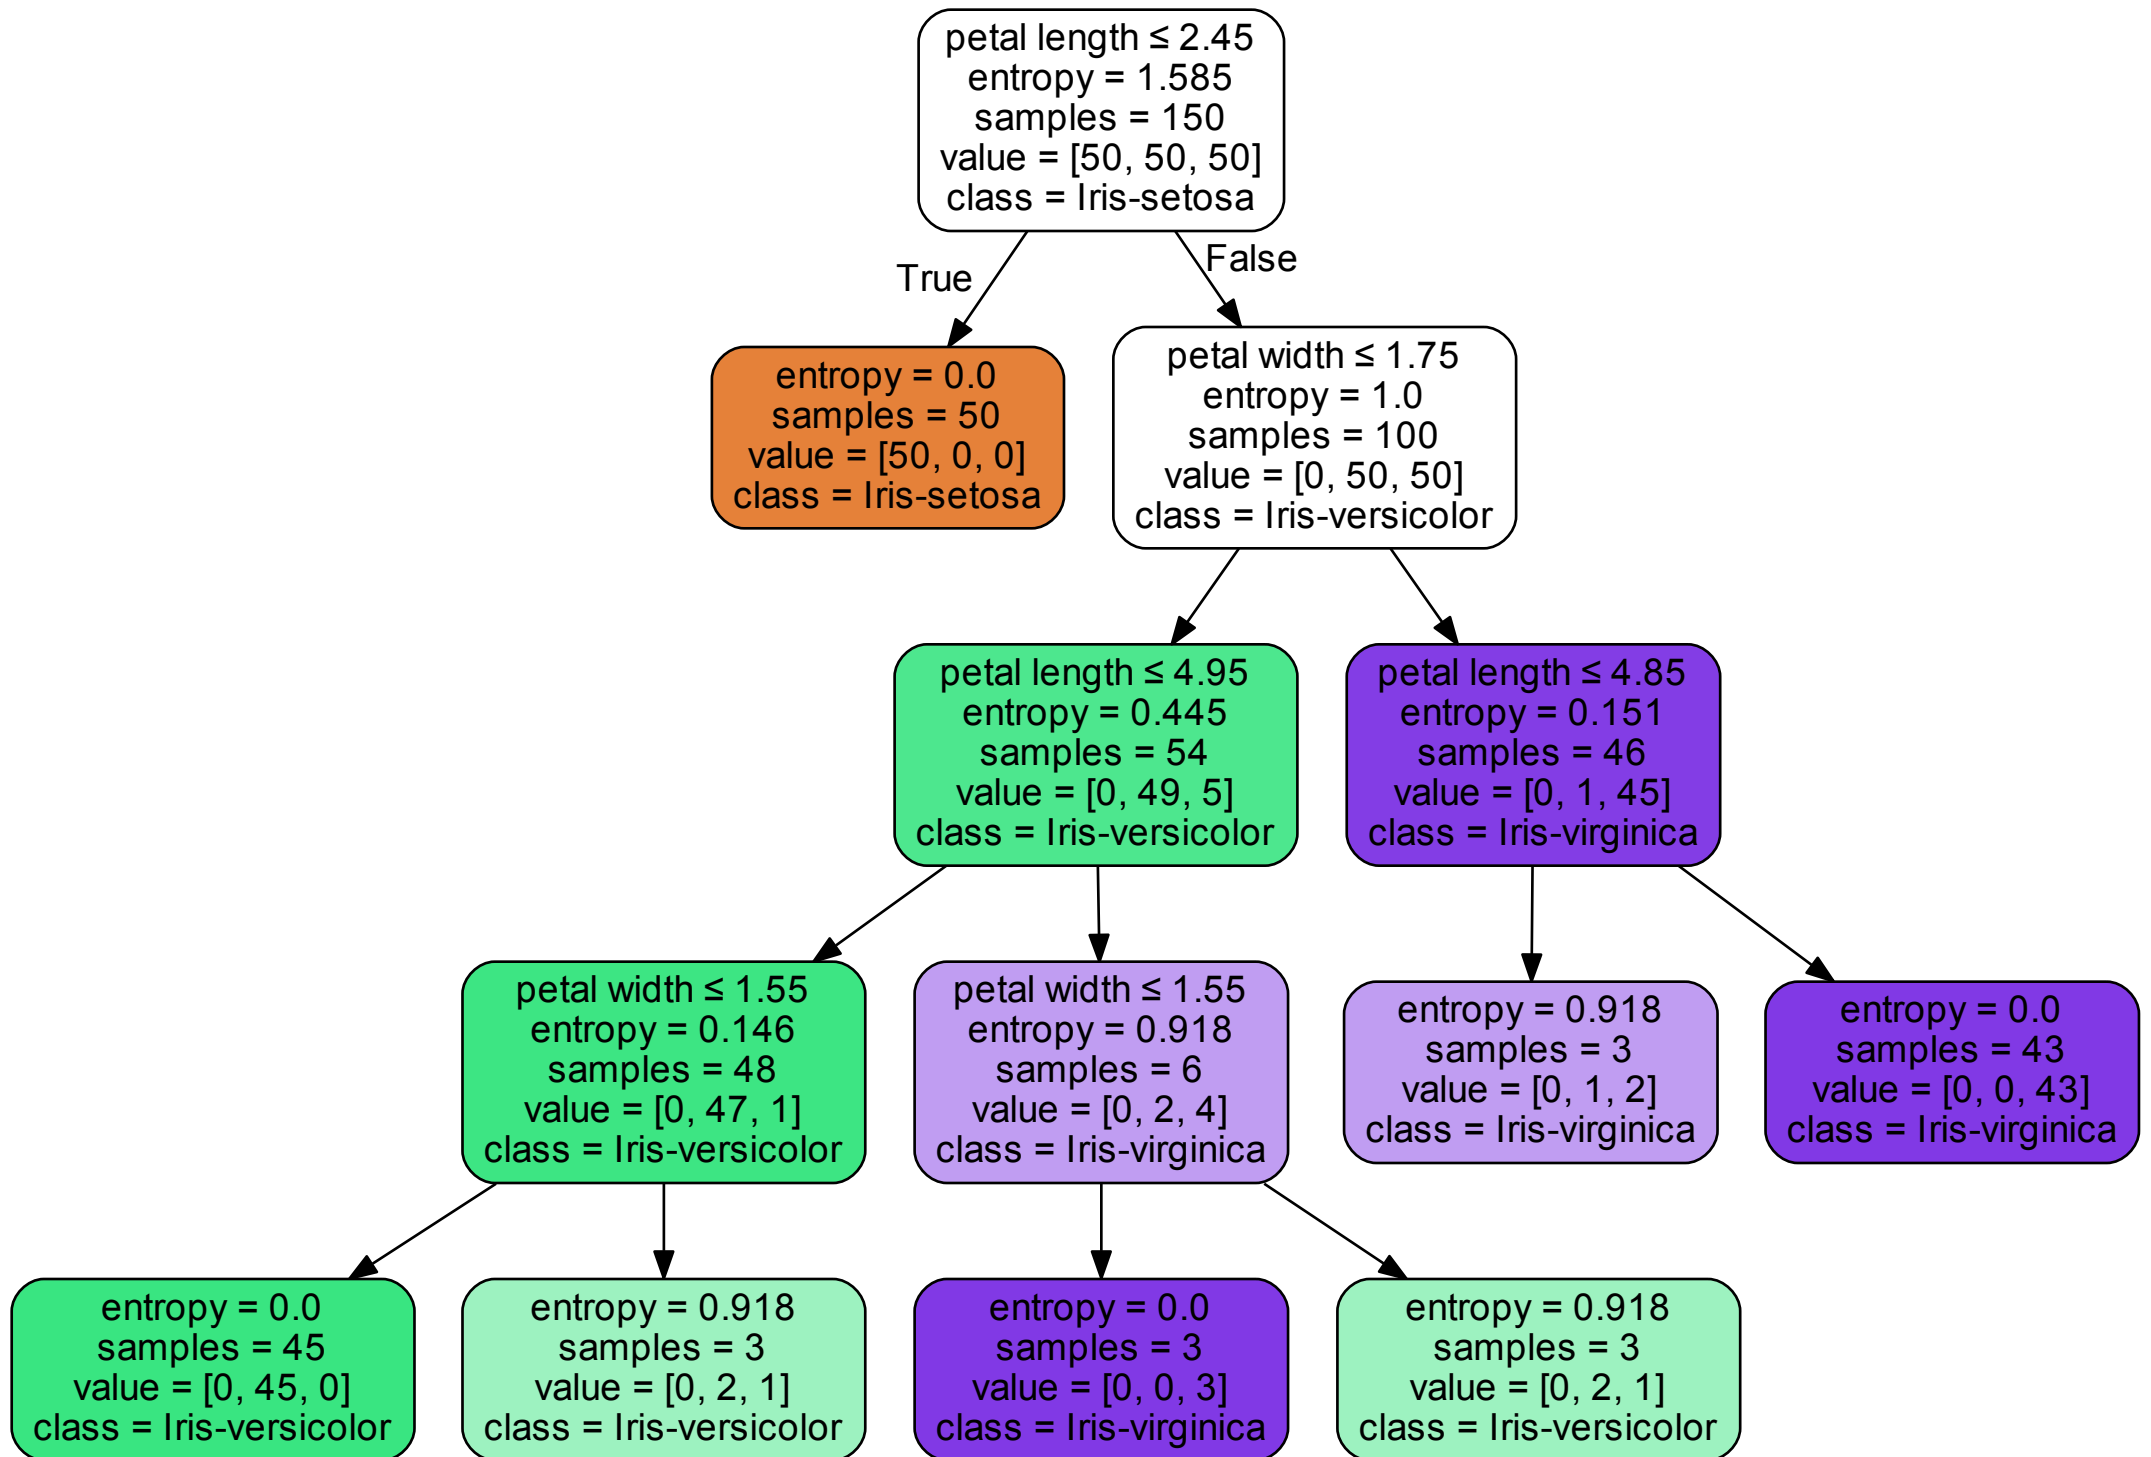 petal length ≤ 2.45
entropy = 1.585
samples = 150
value = [50, 50, 50]
class = Iris-setosa
True
False
entropy = 0.0
samples = 50
value = [50, 0, 0]
class = Iris-setosa
petal width ≤ 1.75
entropy = 1.0
samples = 100
value = [0, 50, 50]
class = Iris-versicolor
petal length ≤ 4.95
entropy = 0.445
samples = 54
value = [0, 49, 5]
class = Iris-versicolor
petal length ≤ 4.85
entropy = 0.151
samples = 46
value = [0, 1, 45]
class = Iris-virginica
petal width ≤ 1.55
entropy = 0.146
samples = 48
value = [0, 47, 1]
class = Iris-versicolor
petal width ≤ 1.55
entropy = 0.918
samples = 6
value = [0, 2, 4]
class = Iris-virginica
entropy = 0.918
samples = 3
value = [0, 1, 2]
class = Iris-virginica
entropy = 0.0
samples = 43
value = [0, 0, 43]
class = Iris-virginica
entropy = 0.0
samples = 45
value = [0, 45, 0]
class = Iris-versicolor
entropy = 0.918
samples = 3
value = [0, 2, 1]
class = Iris-versicolor
entropy = 0.0
samples = 3
value = [0, 0, 3]
class = Iris-virginica
entropy = 0.918
samples = 3
value = [0, 2, 1]
class = Iris-versicolor